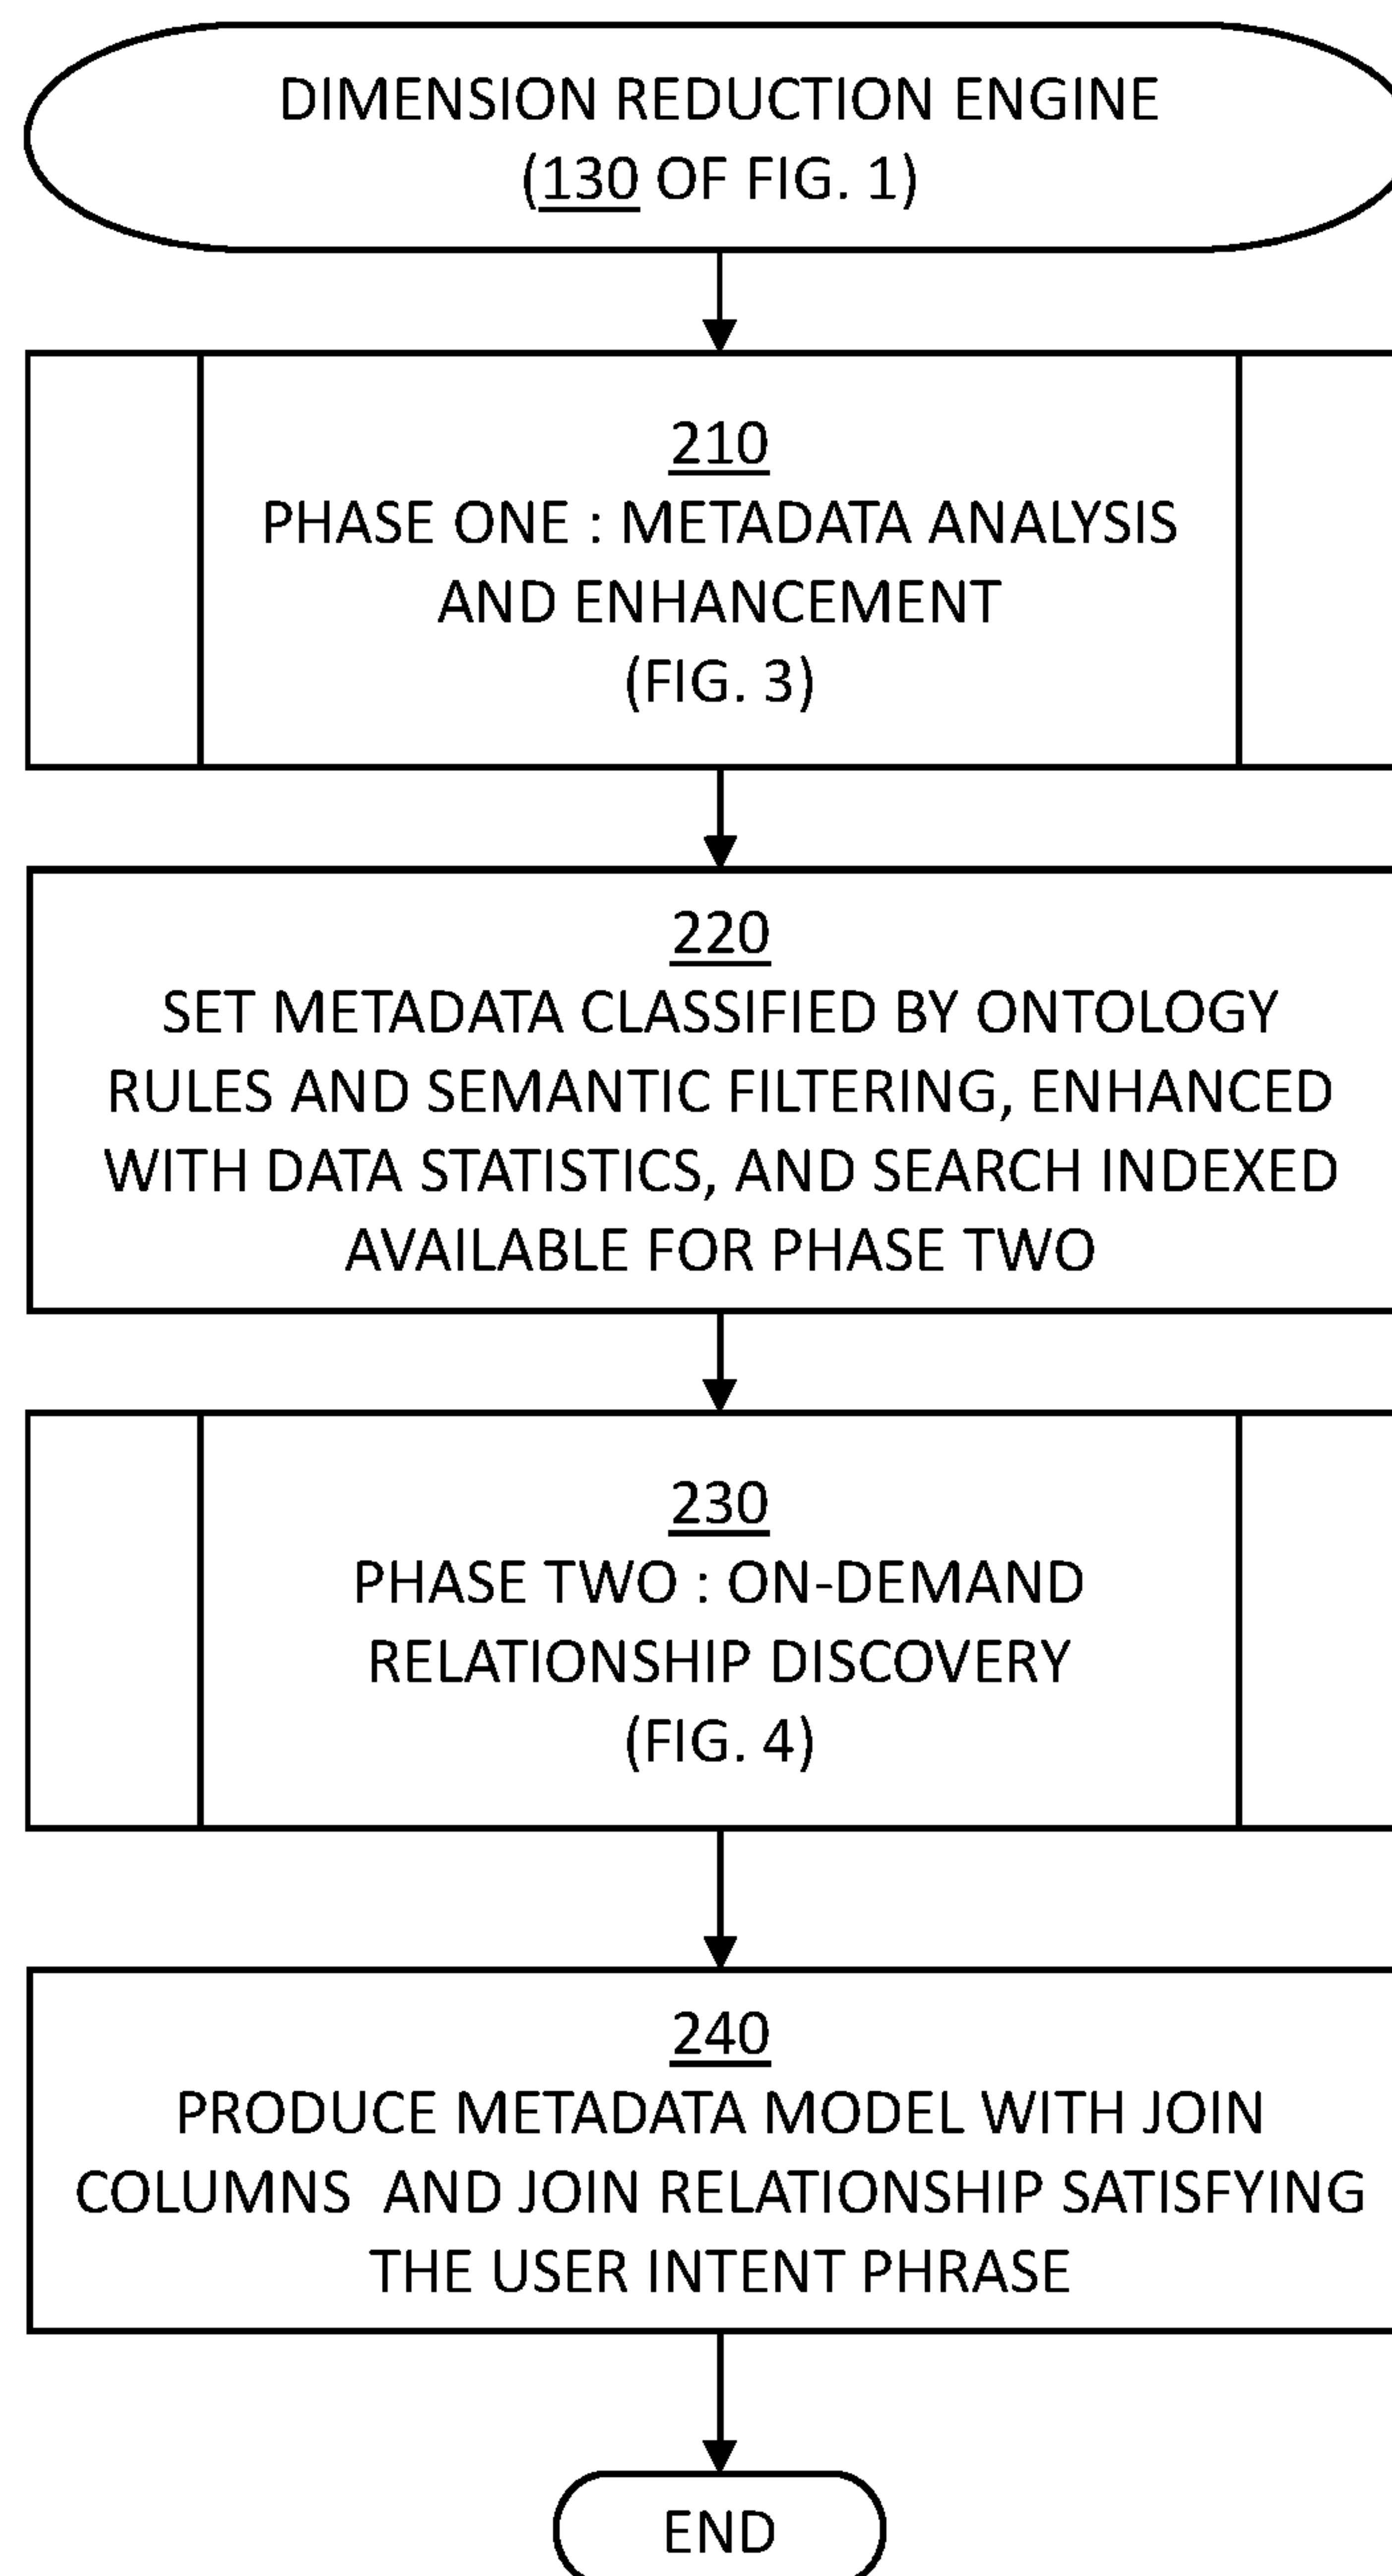 DIMENSION REDUCTION ENGINE
(130 OF FIG. 1)
210
PHASE ONE : METADATA ANALYSIS
AND ENHANCEMENT
(FIG. 3)
220
SET METADATA CLASSIFIED BY ONTOLOGY
RULES AND SEMANTIC FILTERING, ENHANCED
WITH DATA STATISTICS, AND SEARCH INDEXED
AVAILABLE FOR PHASE TWO
230
PHASE TWO : ON-DEMAND
RELATIONSHIP DISCOVERY
(FIG. 4)
240
PRODUCE METADATA MODEL WITH JOIN
COLUMNS  AND JOIN RELATIONSHIP SATISFYING
THE USER INTENT PHRASE
END